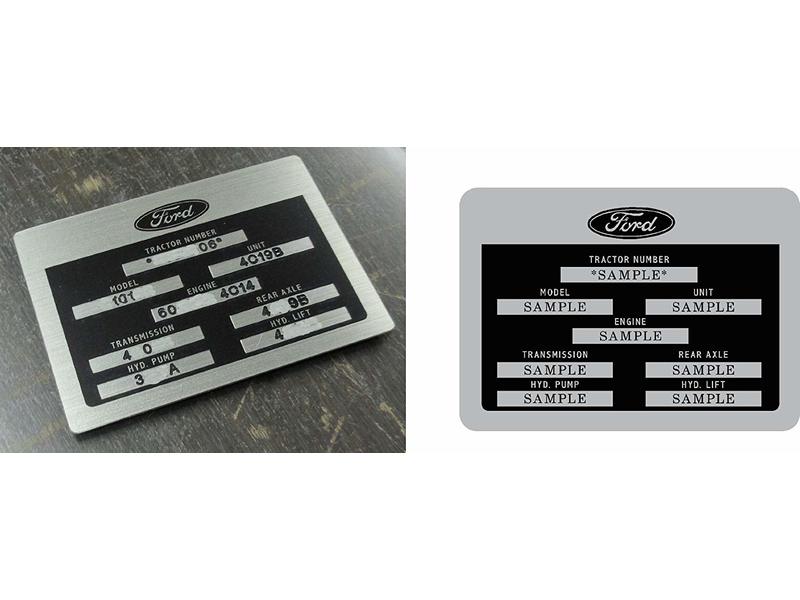 Ford
TRACTOR NUMBER
* 06*
MODEL UNIT
101 4C19B
ENGINE
60 4C14
TRANSMISSION REAR AXLE
4 0 4 9B
HYD. PUMP HYD. LIFT
3 A 4
Ford
TRACTOR NUMBER
*SAMPLE*
MODEL UNIT
SAMPLE SAMPLE
ENGINE
SAMPLE
TRANSMISSION REAR AXLE
SAMPLE SAMPLE
HYD. PUMP HYD. LIFT
SAMPLE SAMPLE